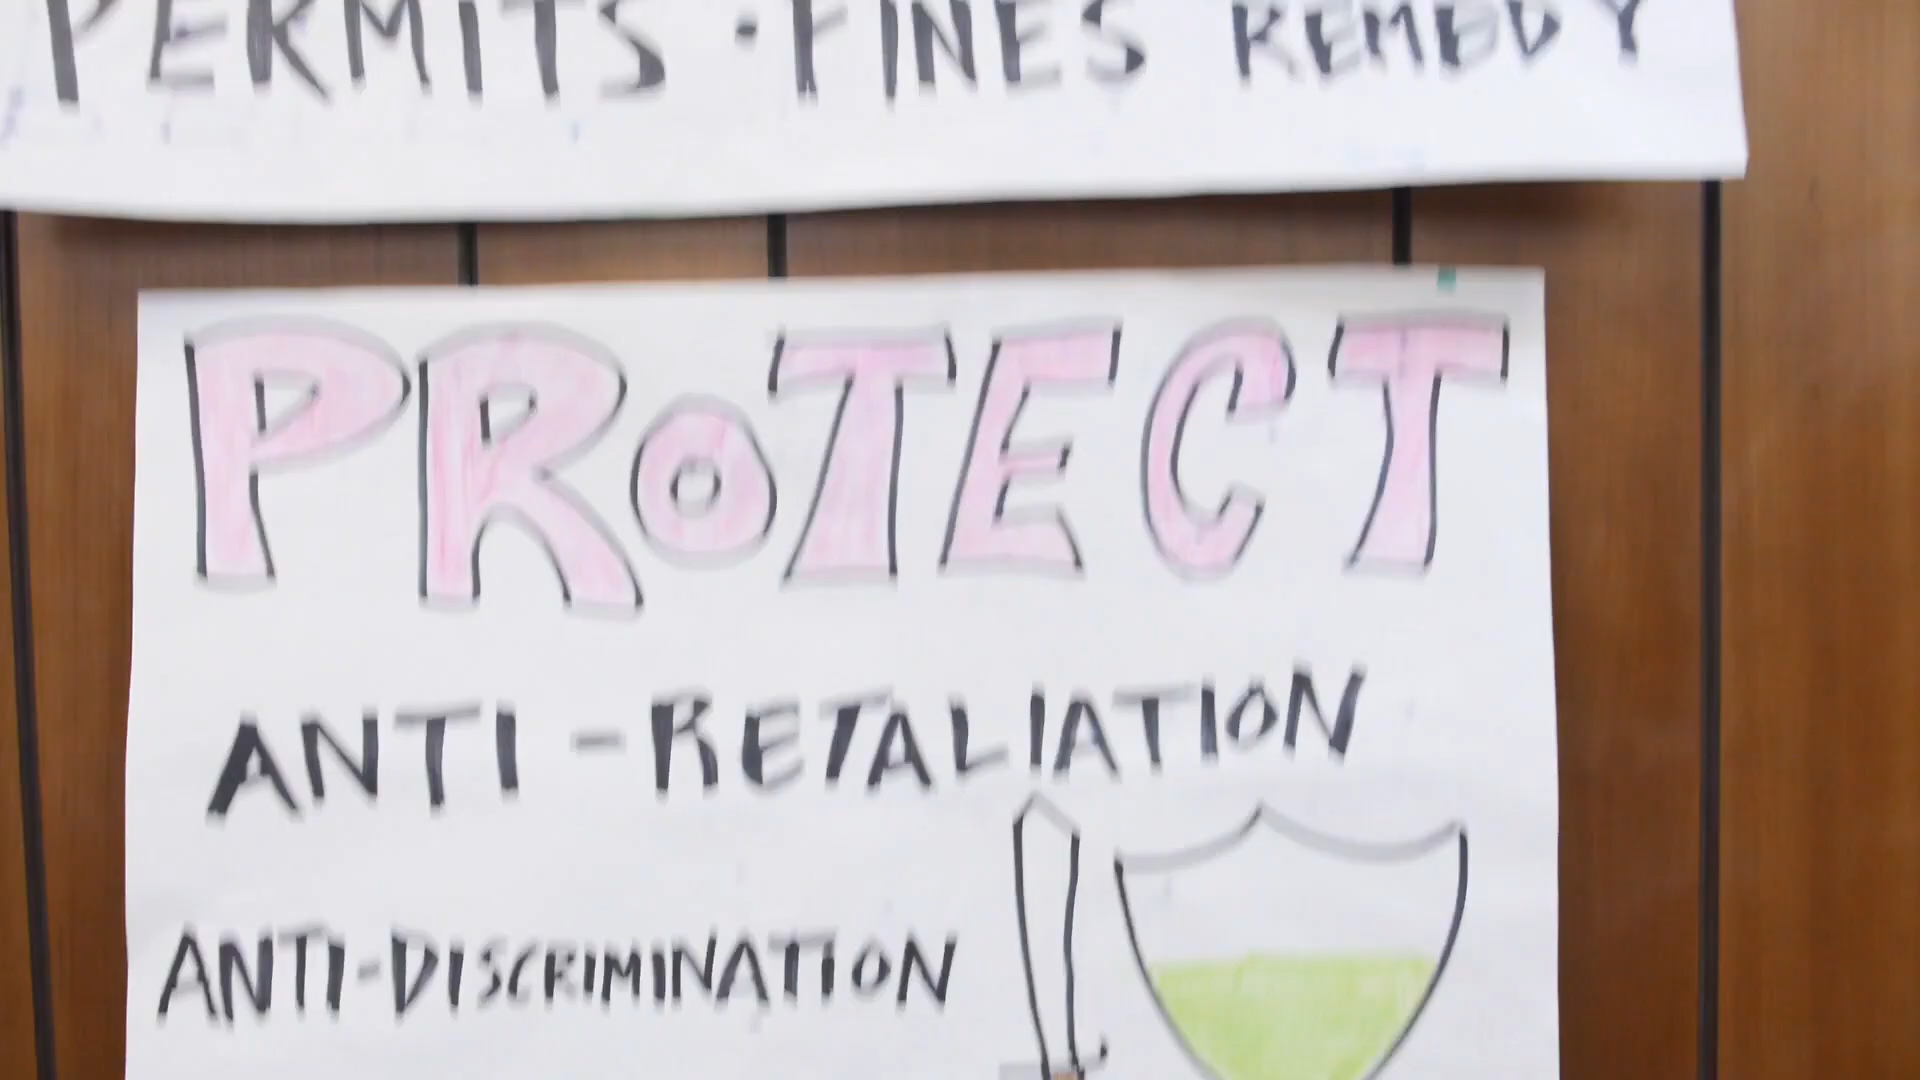 PERMITS · FINES REMEDY
PROTECT
ANTI-RETALIATION
ANTI-DISCRIMINATION